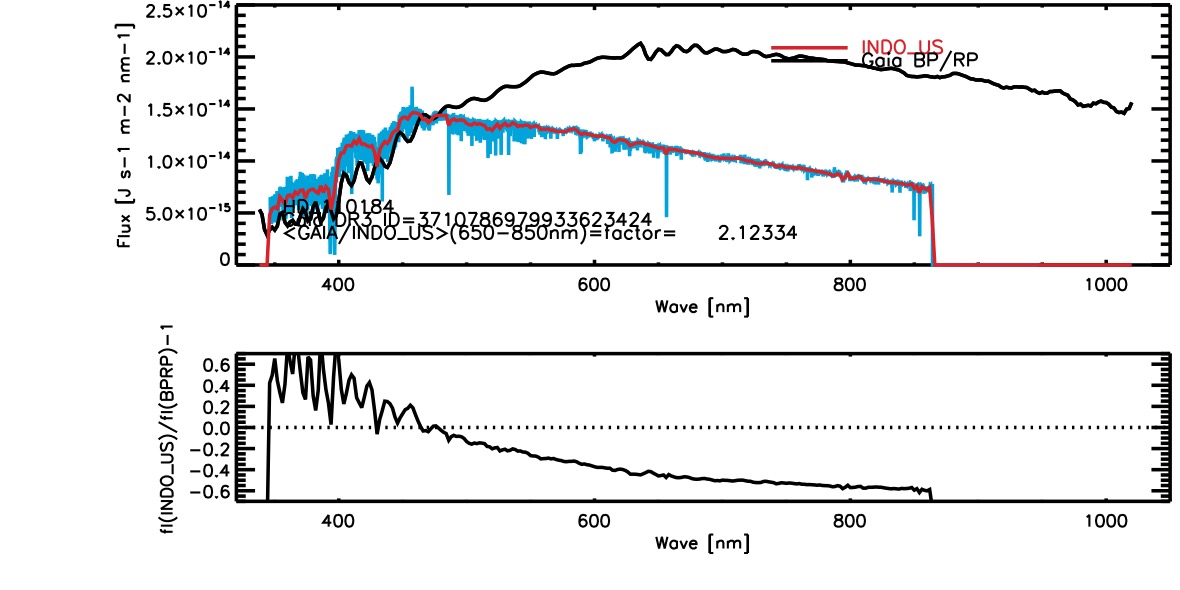 2.5×10−14
2.0×10−14
1.5×10−14
1.0×10−14
5.0×10−15
0
Flux [J s−1 m−2 nm−1]
INDO_US
Gaia BP/RP
Gaia DR3 iD=3710786979933623424
<GAIA/INDO_US>(650−850nm)=factor= 2.12334
400 600 800 1000
Wave [nm]
0.6
0.4
0.2
0.0
−0.2
−0.4
−0.6
fl(INDO_US)/fl(BPRP)−1
400 600 800 1000
Wave [nm]